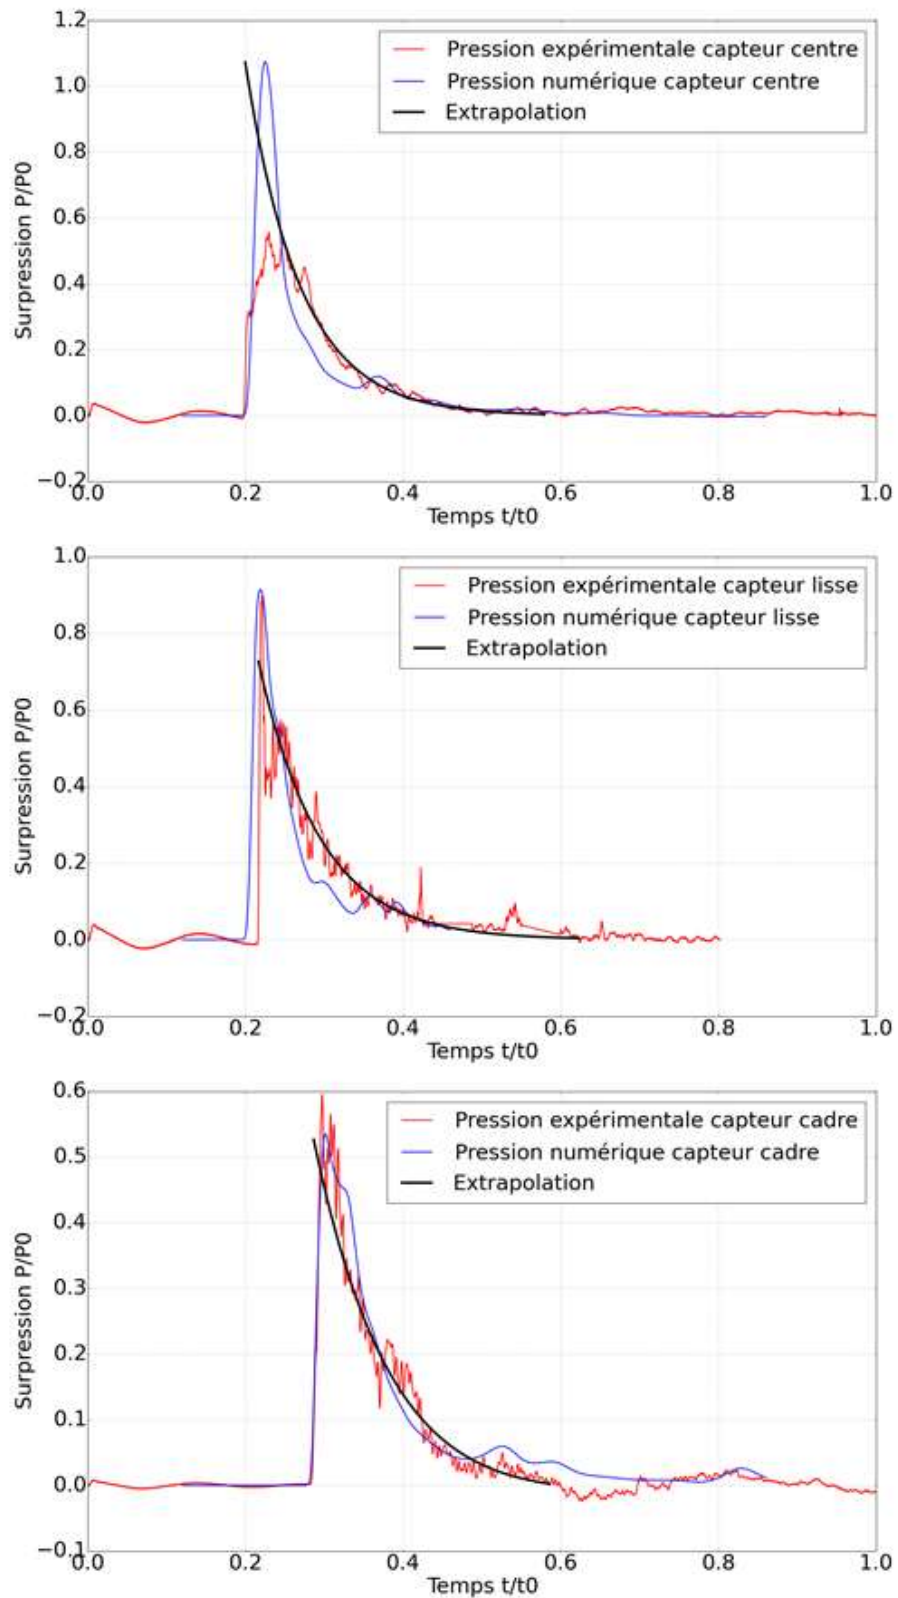 1.2
Pression expérimentale capteur centre
Pression numérique capteur centre
Extrapolation
1.0
0.8
0.6
0.4
0.2
0.0
−0.2
Surpression P/P0
0.0 0.2 0.4 0.6 0.8 1.0
Temps t/t0
1.0
Pression expérimentale capteur lisse
Pression numérique capteur lisse
Extrapolation
0.8
0.6
0.4
0.2
0.0
−0.2
Surpression P/P0
0.0 0.2 0.4 0.6 0.8 1.0
Temps t/t0
0.6
Pression expérimentale capteur cadre
Pression numérique capteur cadre
Extrapolation
0.5
0.4
0.3
0.2
0.1
0.0
−0.1
Surpression P/P0
0.0 0.2 0.4 0.6 0.8 1.0
Temps t/t0